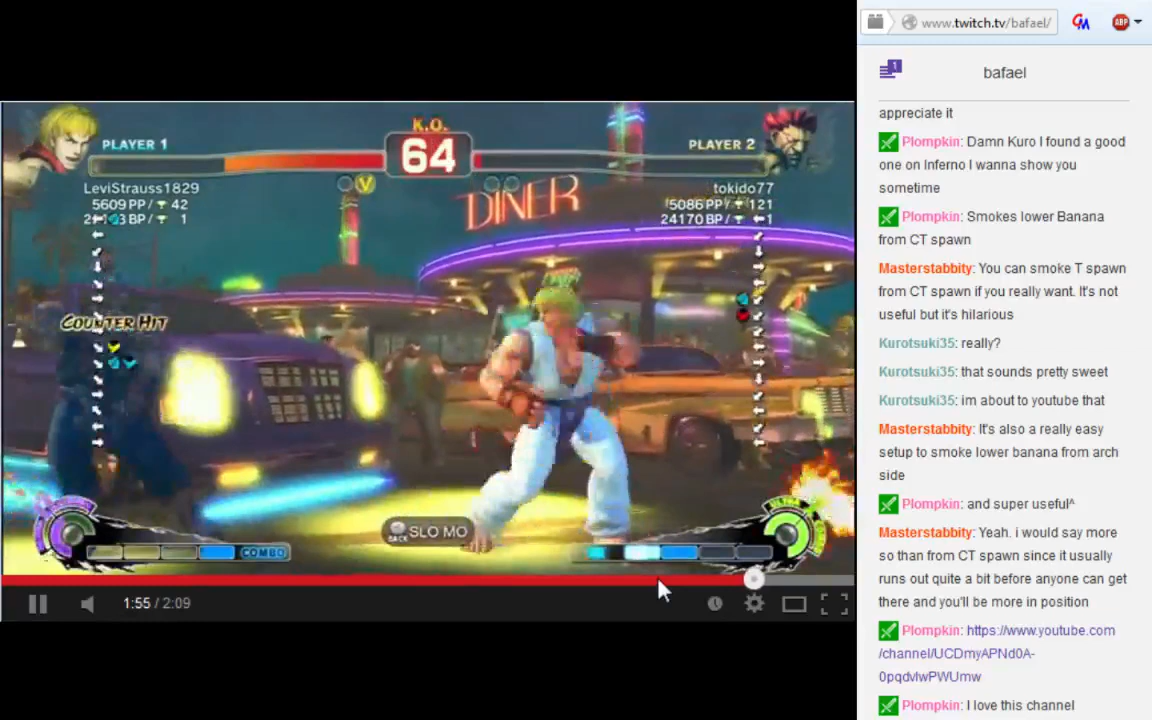 www.twitch.tv/bafael/
ABP
1
bafael
appreciate it
Plompkin: Damn Kuro I found a good
one on Inferno I wanna show you
sometime
Plompkin: Smokes lower Banana
from CT spawn
Masterstabbity: You can smoke T spawn
from CT spawn if you really want. It's not
useful but it's hilarious
Kurotsuki35: really?
Kurotsuki35: that sounds pretty sweet
Kurotsuki35: im about to youtube that
Masterstabbity: It's also a really easy
setup to smoke lower banana from arch
side
Plompkin: and super useful^
Masterstabbity: Yeah. i would say more
so than from CT spawn since it usually
runs out quite a bit before anyone can get
there and you'll be more in position
Plompkin: https://www.youtube.com
/channel/UCDmyAPNd0A-
0pqdvlwPWUmw
Plompkin: I love this channel
K.O.
PLAYER 1
64
PLAYER 2
LeviStrauss1829
V
tokido77
5609 PP / 42
5086 PP / 121
1
24170 BP / 1
DINER
COUNTER HIT
BACK
SLO MO
COMBO
ULTRA
1:55 / 2:09